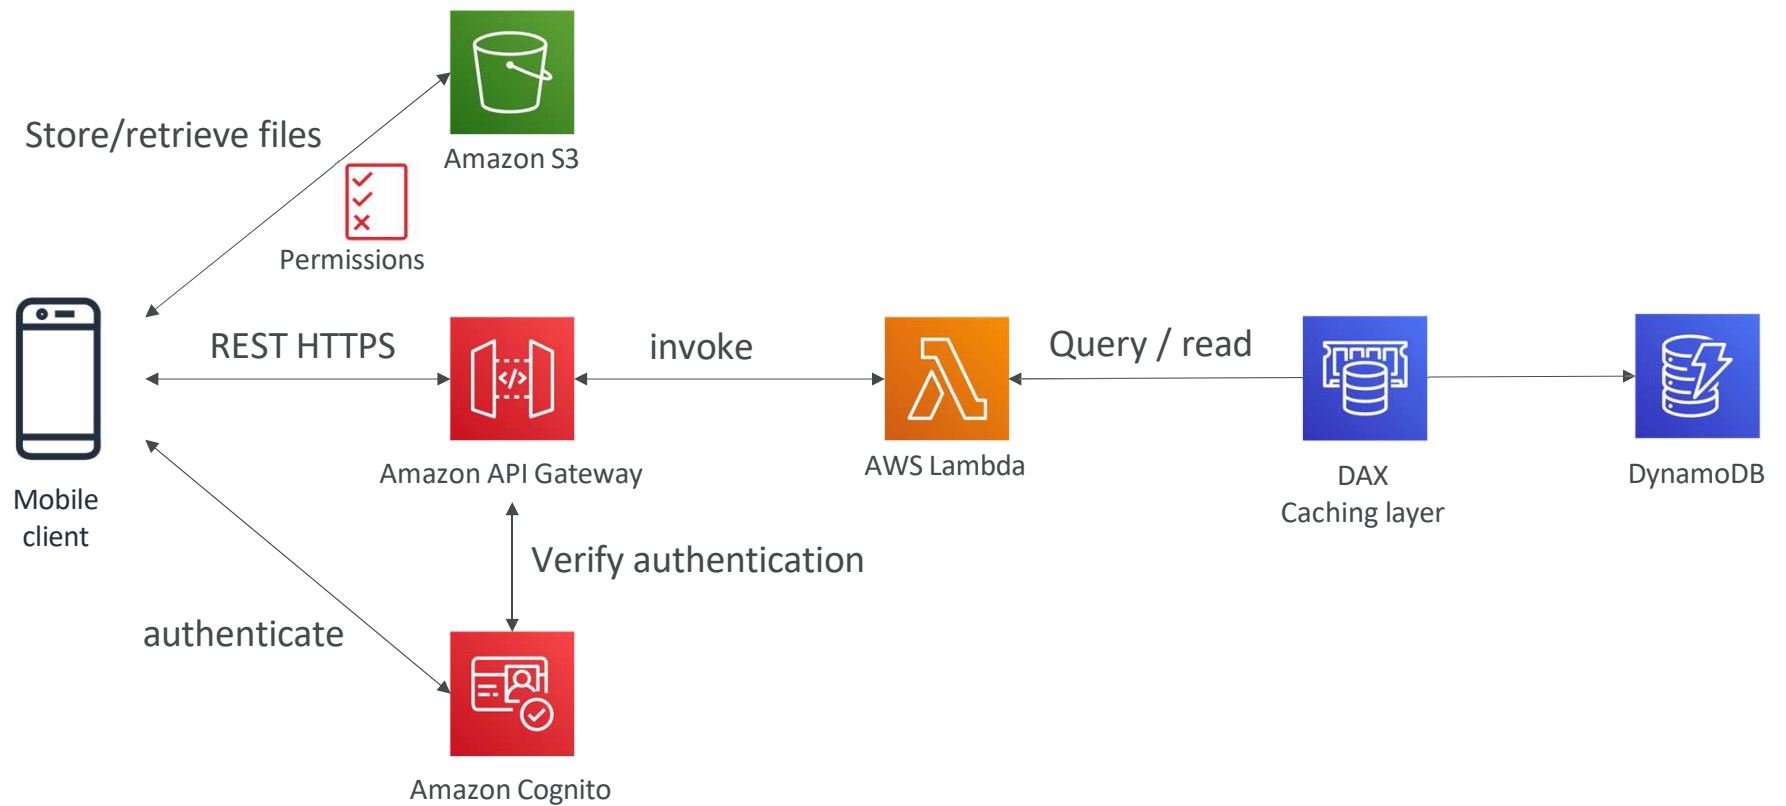 Store/retrieve files
Amazon S3
Permissions
REST HTTPS
invoke
Query / read
</>
Amazon API Gateway
AWS Lambda
DAX
Caching layer
DynamoDB
Mobile
client
Verify authentication
authenticate
Amazon Cognito